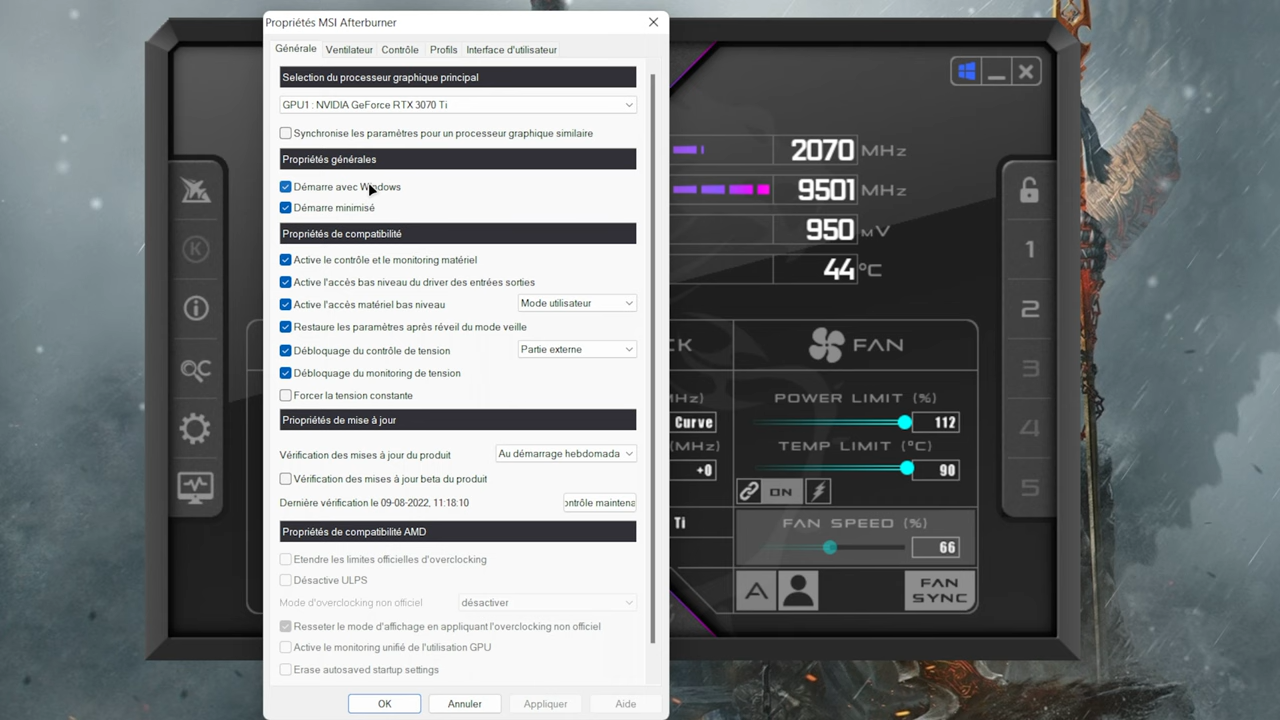 Propriétés MSI Afterburner
Générale Ventilateur Contrôle Profils Interface d'utilisateur
Selection du processeur graphique principal
GPU1 : NVIDIA GeForce RTX 3070 Ti
Synchronise les paramètres pour un processeur graphique similaire
Propriétés générales
Démarre avec Windows
Démarre minimisé
Propriétés de compatibilité
Active le contrôle et le monitoring matériel
Active l'accès bas niveau du driver des entrées sorties
Active l'accès matériel bas niveau Mode utilisateur
Restaure les paramètres après réveil du mode veille
Débloquage du contrôle de tension Partie externe
Débloquage du monitoring de tension
Forcer la tension constante
Priopriétés de mise à jour
Vérification des mises à jour du produit Au démarrage hebdomada
Vérification des mises à jour beta du produit
Dernière vérification le 09-08-2022, 11:18:10 ontrôle maintena
Propriétés de compatibilité AMD
Etendre les limites officielles d'overclocking
Désactive ULPS
Mode d'overclocking non officiel désactiver
Resseter le mode d'affichage en appliquant l'overclocking non officiel
Active le monitoring unifié de l'utilisation GPU
Erase autosaved startup settings
OK Annuler Appliquer Aide
K
i
OC
2070 MHz
9501 MHz
950 MV
44 °C
CK
Hz)
Curve
(MHz)
+0
Ti
FAN
POWER LIMIT (%)
112
TEMP LIMIT (°C)
90
ON
FAN SPEED (%)
66
A
FAN
SYNC
1
2
3
4
5